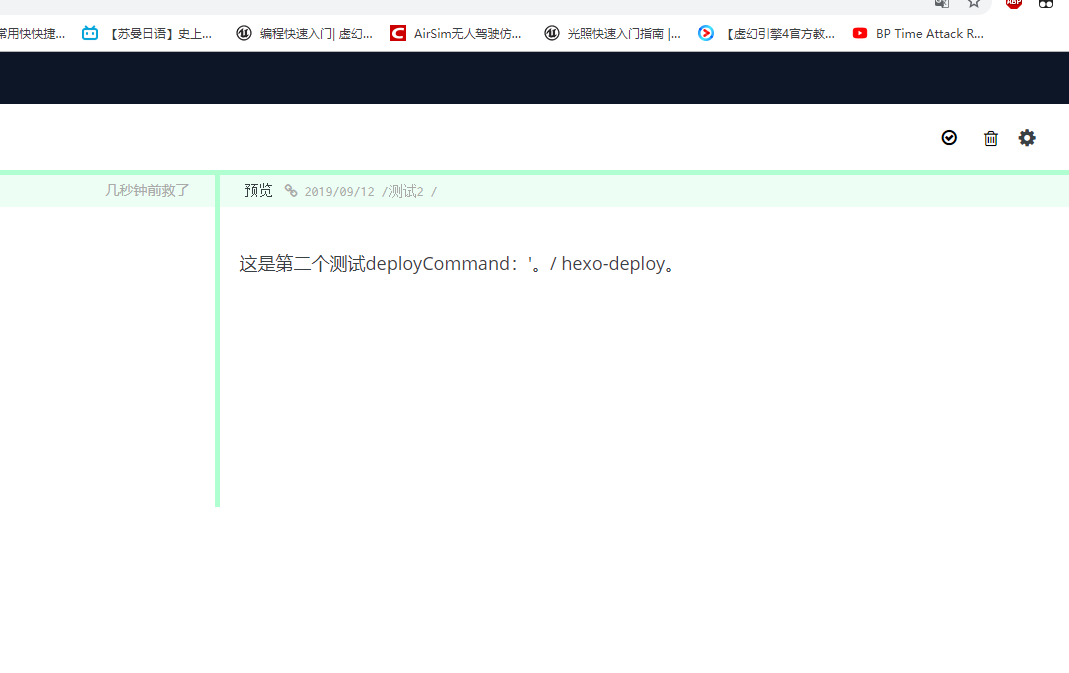 ABP
常用快快捷...
【苏曼日语】史上...
编程快速入门| 虚幻...
AirSim无人驾驶仿...
光照快速入门指南 |...
【虚幻引擎4官方教...
BP Time Attack R...
几秒钟前救了
预览 2019/09/12 /测试2 /
这是第二个测试deployCommand：'。/ hexo-deploy。